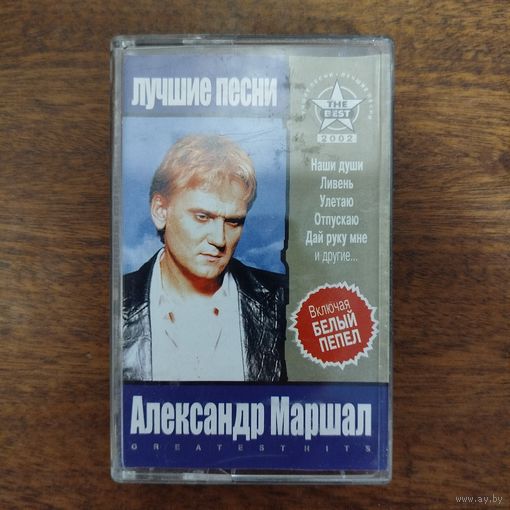 лучшие песни
THE
BEST
2002
Наши души
Ливень
Улетаю
Отпускаю
Дай руку мне
и другие...
Включая
БЕЛЫЙ
ПЕПЕЛ
Александр Маршал
GREATEST HITS
www.ay.by